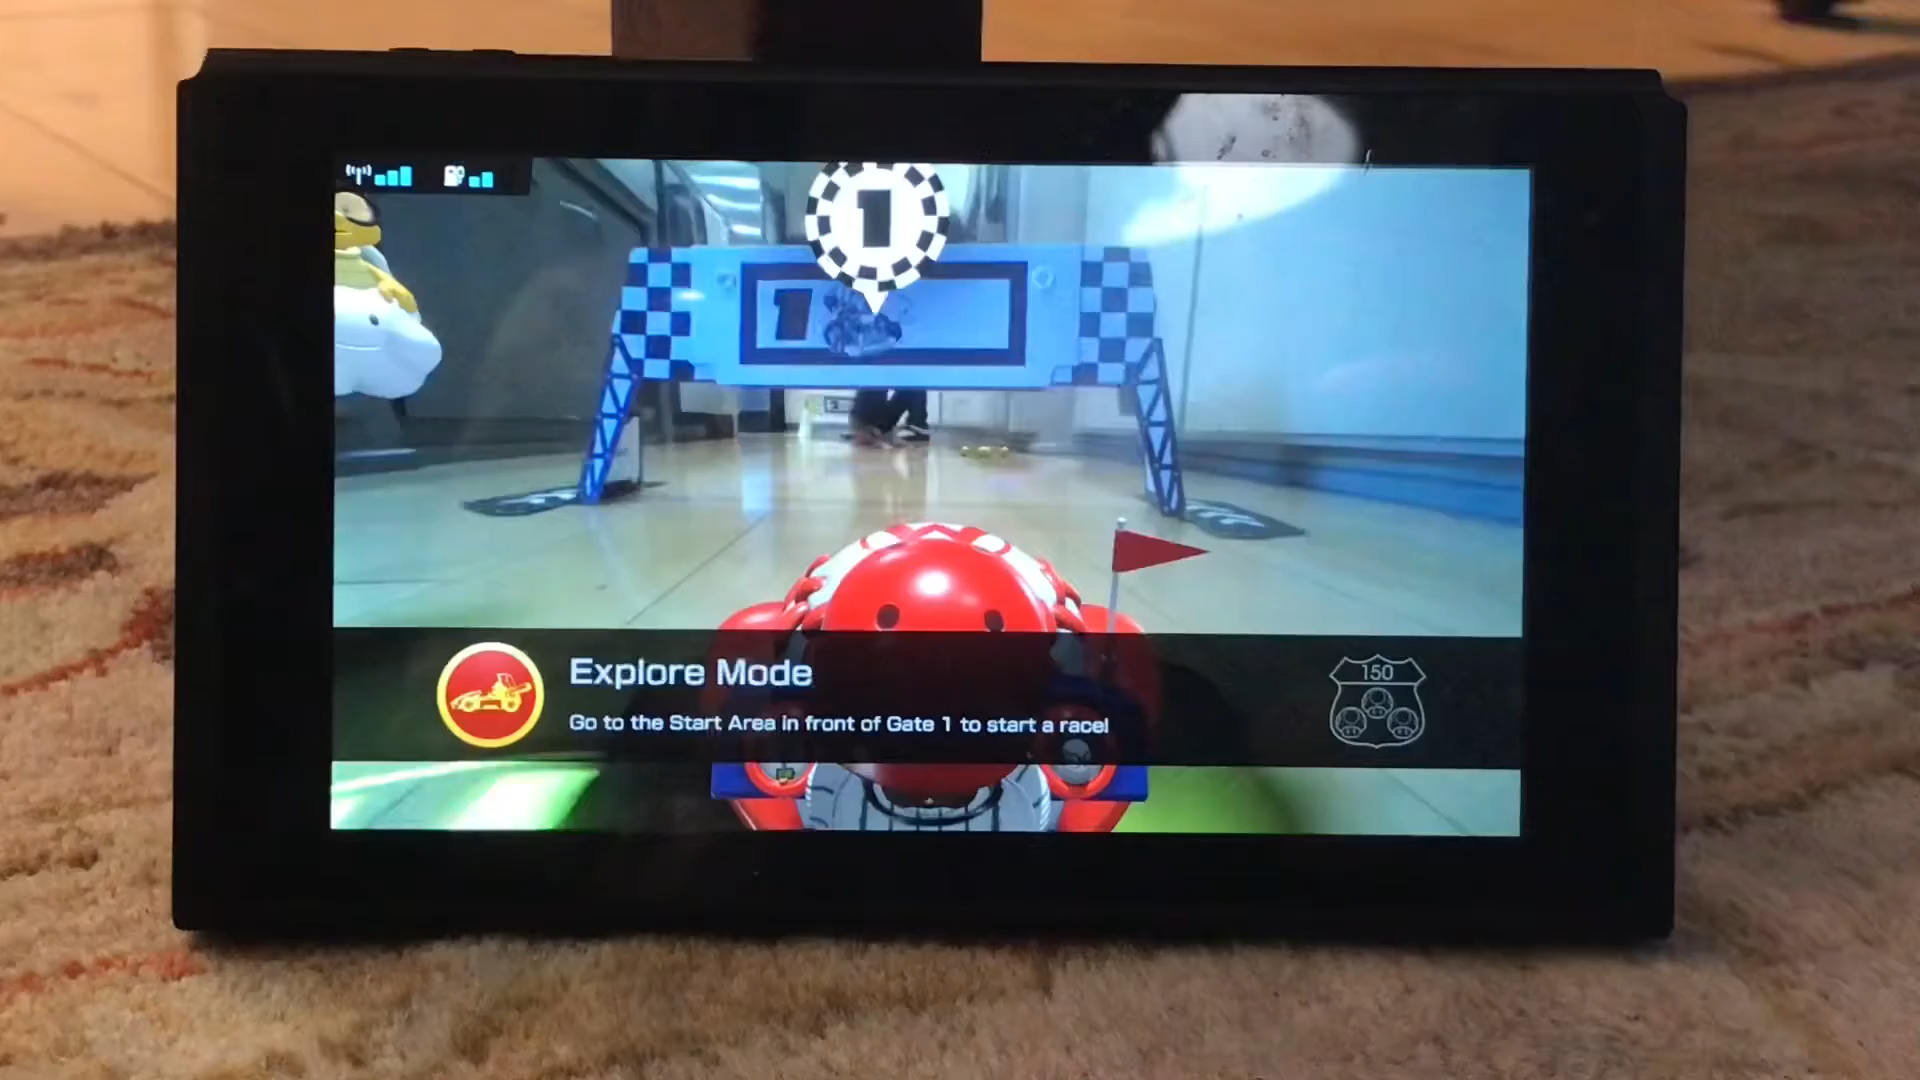 1
1
Explore Mode
Go to the Start Area in front of Gate 1 to start a race!
150